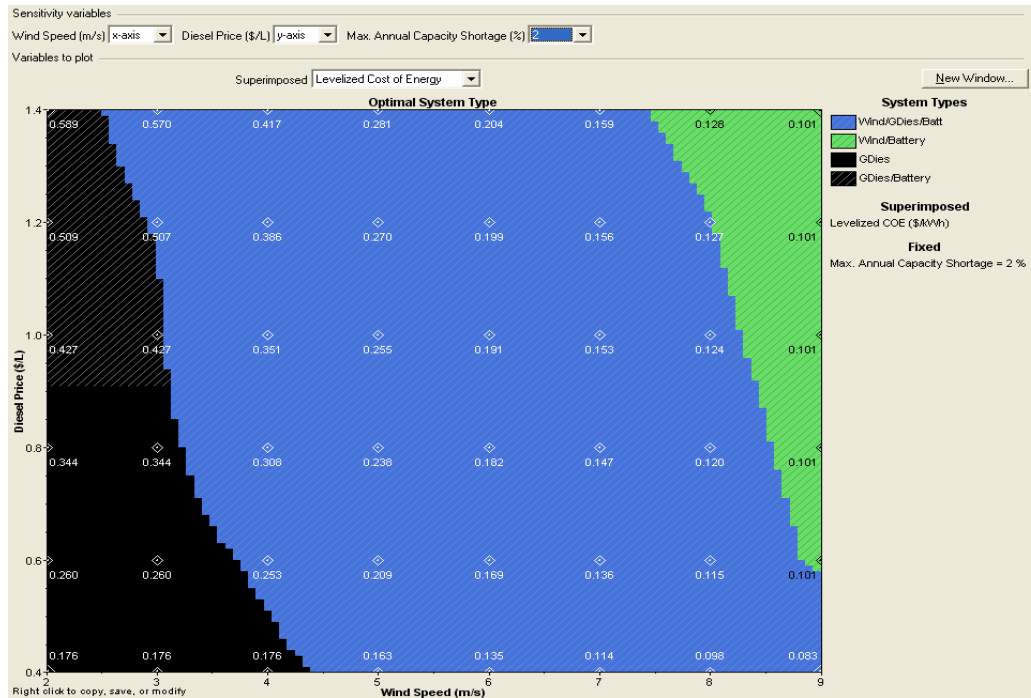 Sensitivity variables
Wind Speed (m/s) x-axis Diesel Price ($/L) y-axis Max. Annual Capacity Shortage (%) 2
Variables to plot
Superimposed Levelized Cost of Energy New Window...
Optimal System Type
System Types
Wind/GDies/Batt
Wind/Battery
GDies
GDies/Battery
Superimposed
Levelized COE ($/kWh)
Fixed
Max. Annual Capacity Shortage = 2 %
Diesel Price ($/L)
1.4
0.589 0.570 0.417 0.281 0.204 0.159 0.128 0.101
1.2
0.509 0.507 0.386 0.270 0.199 0.156 0.127 0.101
1.0
0.427 0.427 0.351 0.255 0.191 0.153 0.124 0.101
0.8
0.344 0.344 0.308 0.238 0.182 0.147 0.120 0.101
0.6
0.260 0.260 0.253 0.209 0.169 0.136 0.115 0.101
0.176 0.176 0.176 0.163 0.135 0.114 0.098 0.083
0.4
2 3 4 5 6 7 8 9
Right click to copy, save, or modify Wind Speed (m/s)